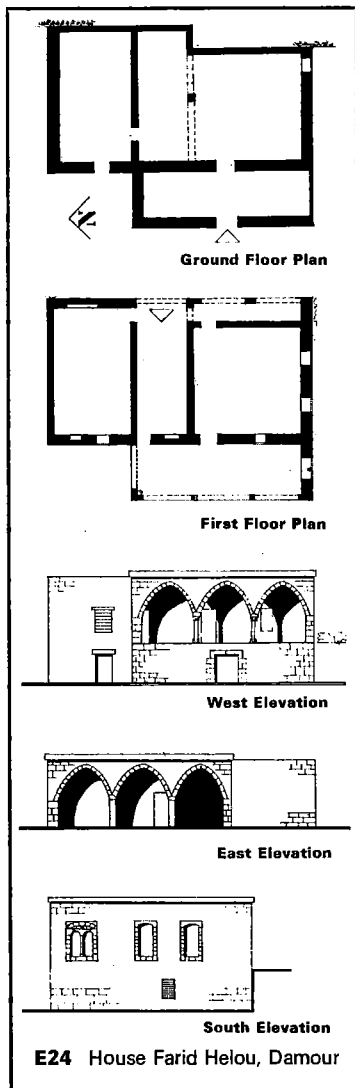 Ground Floor Plan
First Floor Plan
West Elevation
East Elevation
South Elevation
E24 House Farid Helou, Damour